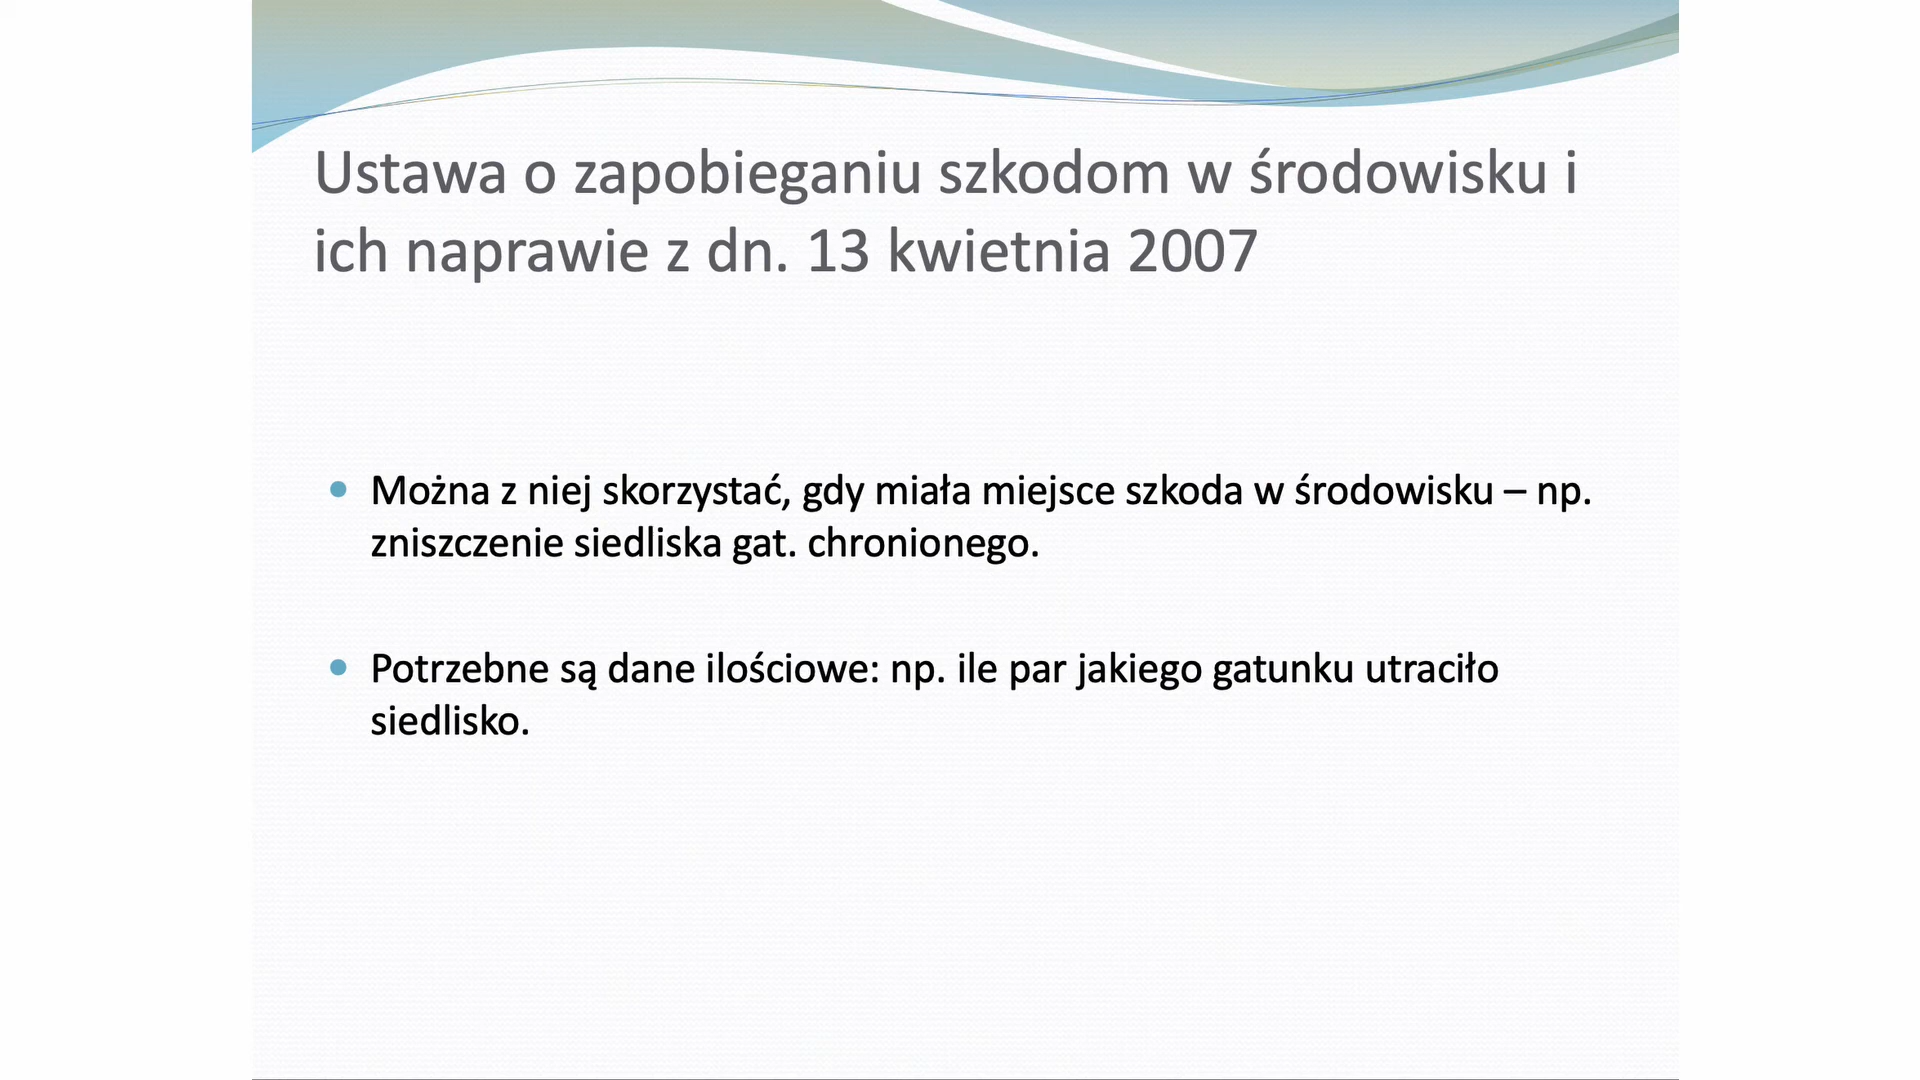 Ustawa o zapobieganiu szkodom w środowisku i
ich naprawie z dn. 13 kwietnia 2007
• Można z niej skorzystać, gdy miała miejsce szkoda w środowisku – np.
zniszczenie siedliska gat. chronionego.
• Potrzebne są dane ilościowe: np. ile par jakiego gatunku utraciło
siedlisko.